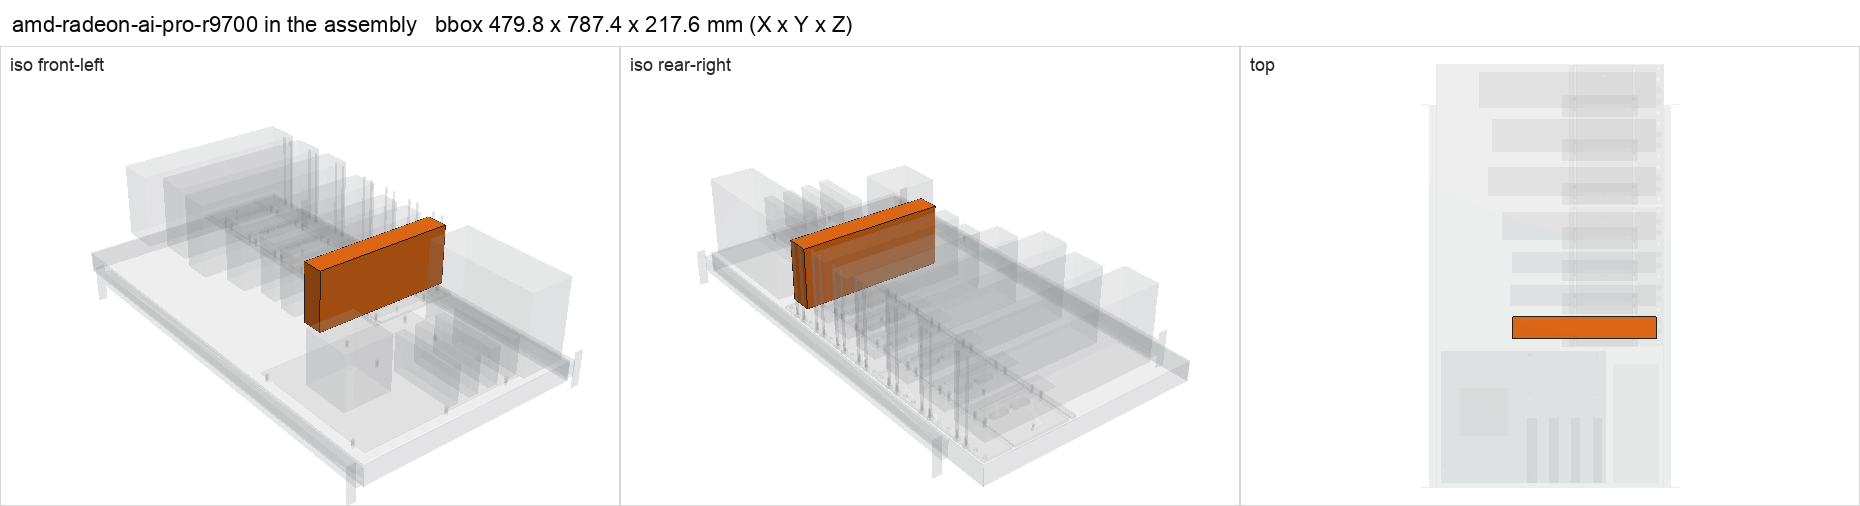 amd-radeon-ai-pro-r9700 in the assembly   bbox 479.8 x 787.4 x 217.6 mm (X x Y x Z)
iso front-left
iso rear-right
top